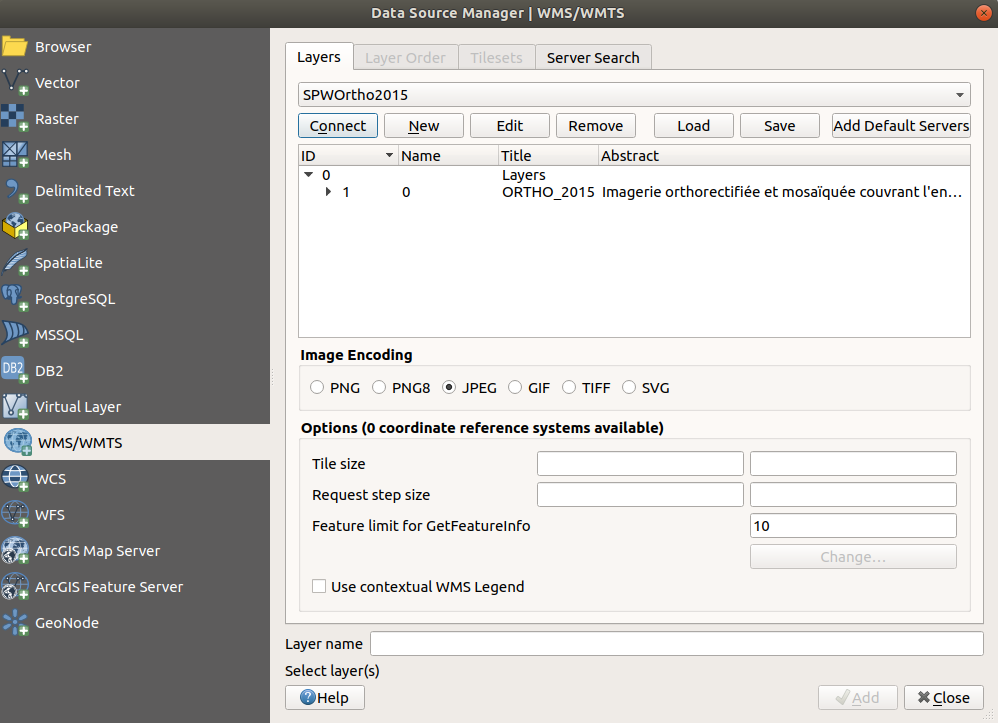 Data Source Manager | WMS/WMTS
Browser
Vector
Raster
Mesh
Delimited Text
GeoPackage
SpatiaLite
PostgreSQL
MSSQL
DB2 DB2
Virtual Layer
WMS/WMTS
WCS
WFS
ArcGIS Map Server
ArcGIS Feature Server
GeoNode
Layers Layer Order Tilesets Server Search
SPWOrtho2015
Connect New Edit Remove Load Save Add Default Servers
ID Name Title Abstract
0 Layers
1 0 ORTHO_2015 Imagerie orthorectifiée et mosaïquée couvrant l'en…
Image Encoding
PNG PNG8 JPEG GIF TIFF SVG
Options (0 coordinate reference systems available)
Tile size
Request step size
Feature limit for GetFeatureInfo 10
Change…
Use contextual WMS Legend
Layer name
Select layer(s)
Help Add Close